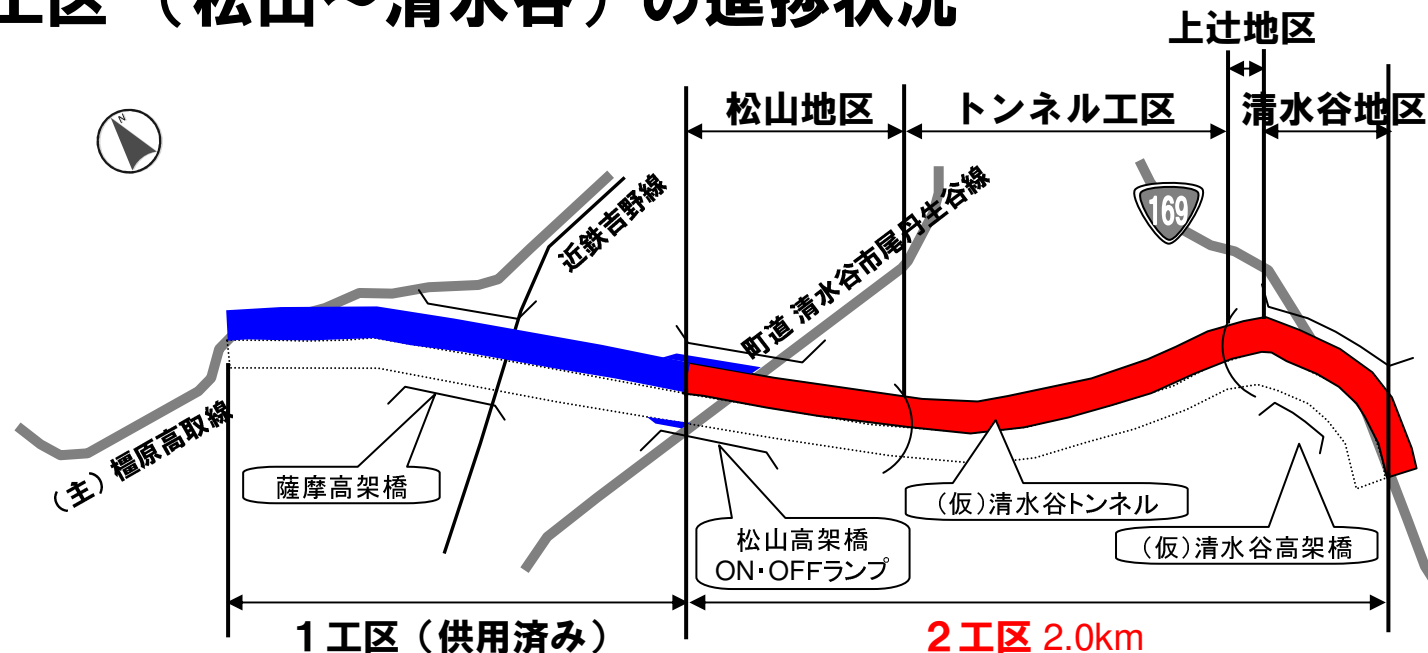 工区（松山～清水谷）の進捗状況
上辻地区
松山地区
トンネル工区
清水谷地区
N
近鉄吉野線
町道 清水谷市尾丹生谷線
169
（主）橿原高取線
薩摩高架橋
松山高架橋
ON・OFFランプ
(仮)清水谷トンネル
(仮)清水谷高架橋
１工区（供用済み）
２工区 2.0km